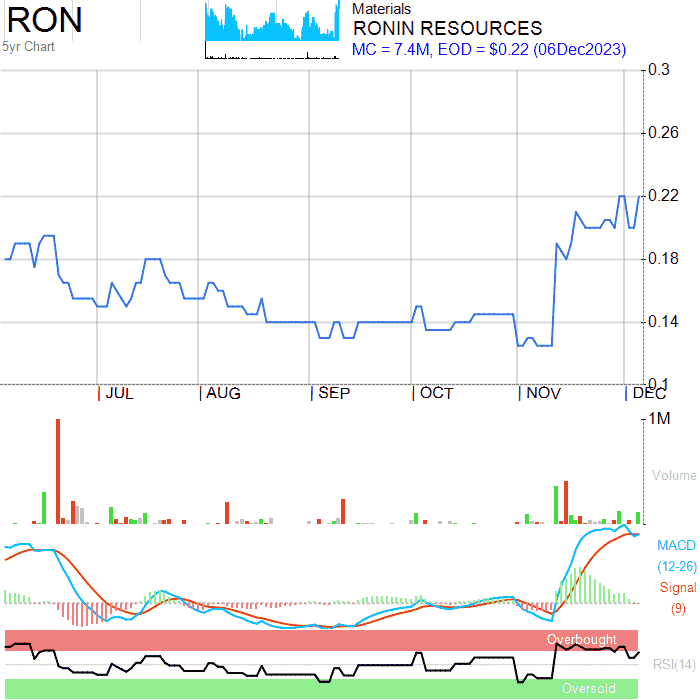 RON
5yr Chart
Materials
RONIN RESOURCES
MC = 7.4M, EOD = $0.22 (06Dec2023)
0.3
0.26
0.22
0.18
0.14
0.1
JUL AUG SEP OCT NOV DEC
1M
Volume
MACD
(12-26)
Signal
(9)
Overbought
RSI(14)
Oversold